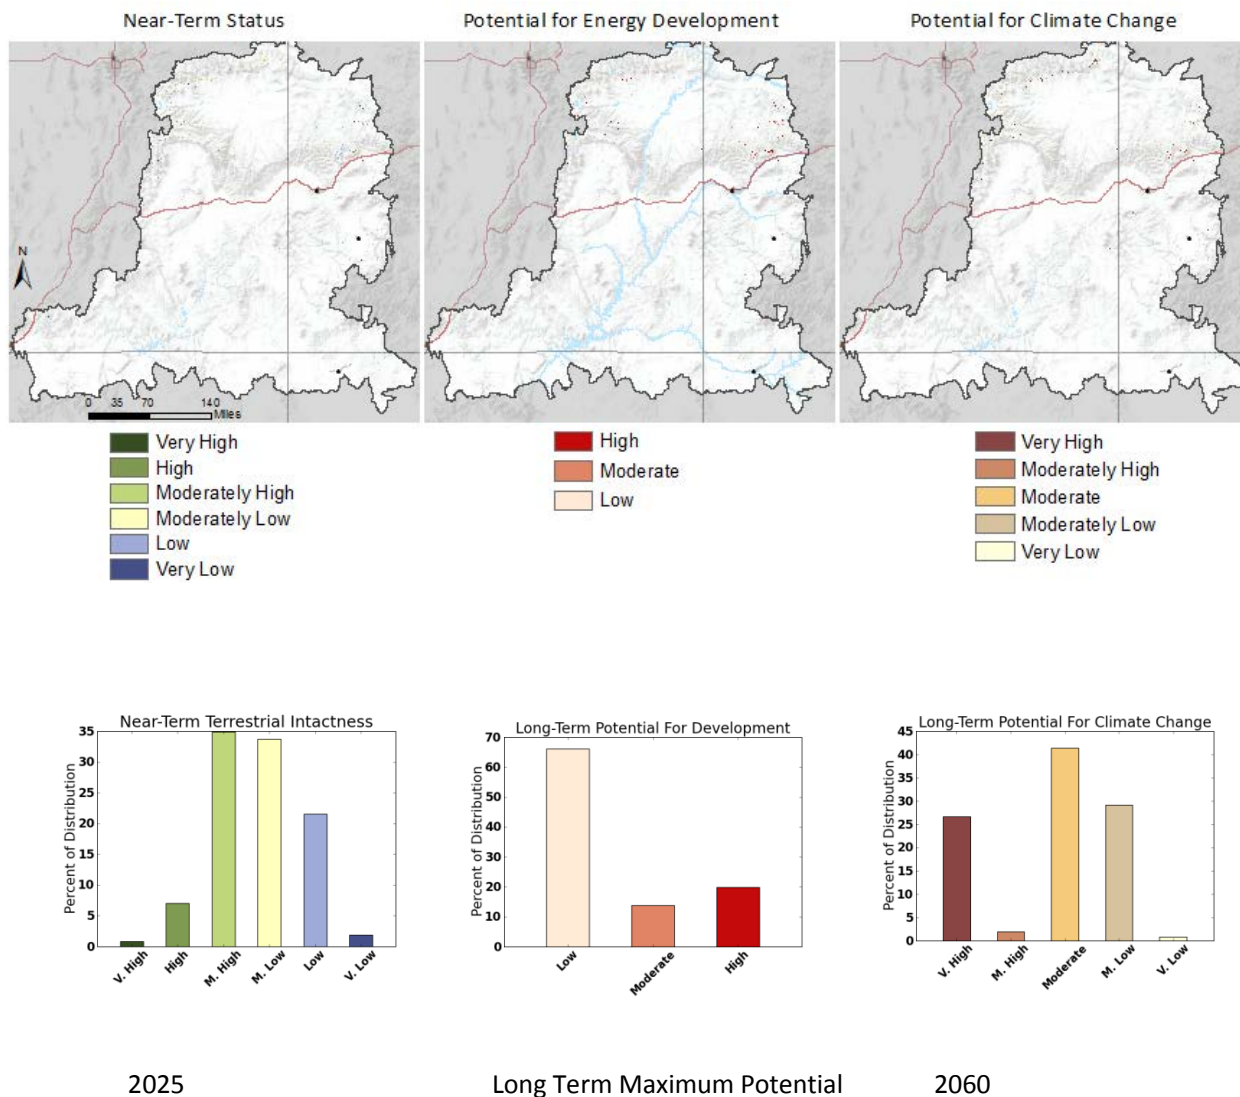 Near-Term Status
Potential for Energy Development
Potential for Climate Change
N
0 35 70 140
Miles
Very High
High
Moderately High
Moderately Low
Low
Very Low
High
Moderate
Low
Very High
Moderately High
Moderate
Moderately Low
Very Low
Near-Term Terrestrial Intactness
Percent of Distribution
35
30
25
20
15
10
5
0
V. High
High
M. High
M. Low
Low
V. Low
Long-Term Potential For Development
Percent of Distribution
70
60
50
40
30
20
10
0
Low
Moderate
High
Long-Term Potential For Climate Change
Percent of Distribution
45
40
35
30
25
20
15
10
5
0
V. High
M. High
Moderate
M. Low
V. Low
2025
Long Term Maximum Potential
2060